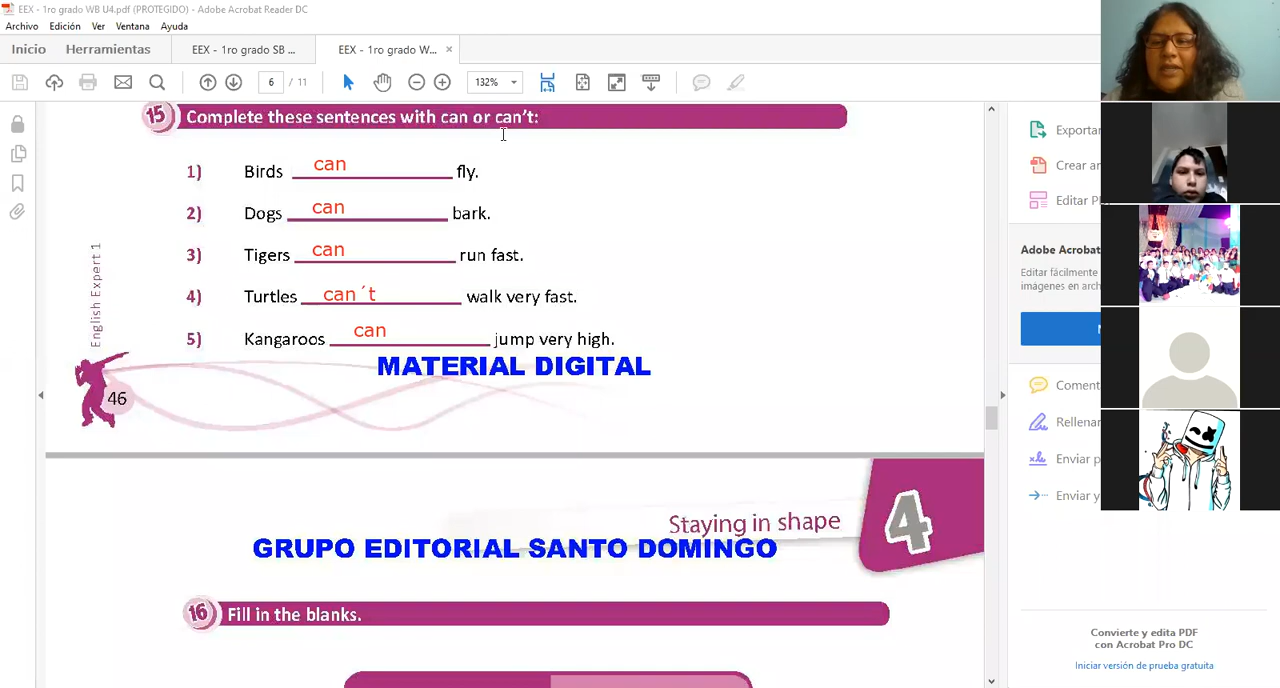 EEX - 1ro grado WB U4.pdf (PROTEGIDO) - Adobe Acrobat Reader DC
Archivo Edición Ver Ventana Ayuda
Inicio Herramientas EEX - 1ro grado SB ... EEX - 1ro grado W... ×
6 / 11 132%
15 Complete these sentences with can or can't:
1) Birds can fly.
2) Dogs can bark.
3) Tigers can run fast.
4) Turtles can´t walk very fast.
5) Kangaroos can jump very high.
English Expert 1
MATERIAL DIGITAL
46
Staying in shape 4
GRUPO EDITORIAL SANTO DOMINGO
16 Fill in the blanks.
Exportar
Crear ar
Editar P
Adobe Acrobat
Editar fácilmente
imágenes en arch
Coment
Rellenar
Enviar p
Enviar y
Convierte y edita PDF
con Acrobat Pro DC
Iniciar versión de prueba gratuita